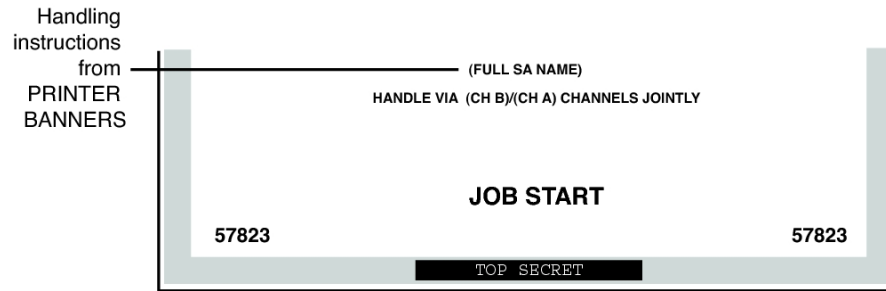 Handling
instructions
from
PRINTER
BANNERS
(FULL SA NAME)
HANDLE VIA (CH B)/(CH A) CHANNELS JOINTLY
JOB START
57823 57823
TOP SECRET